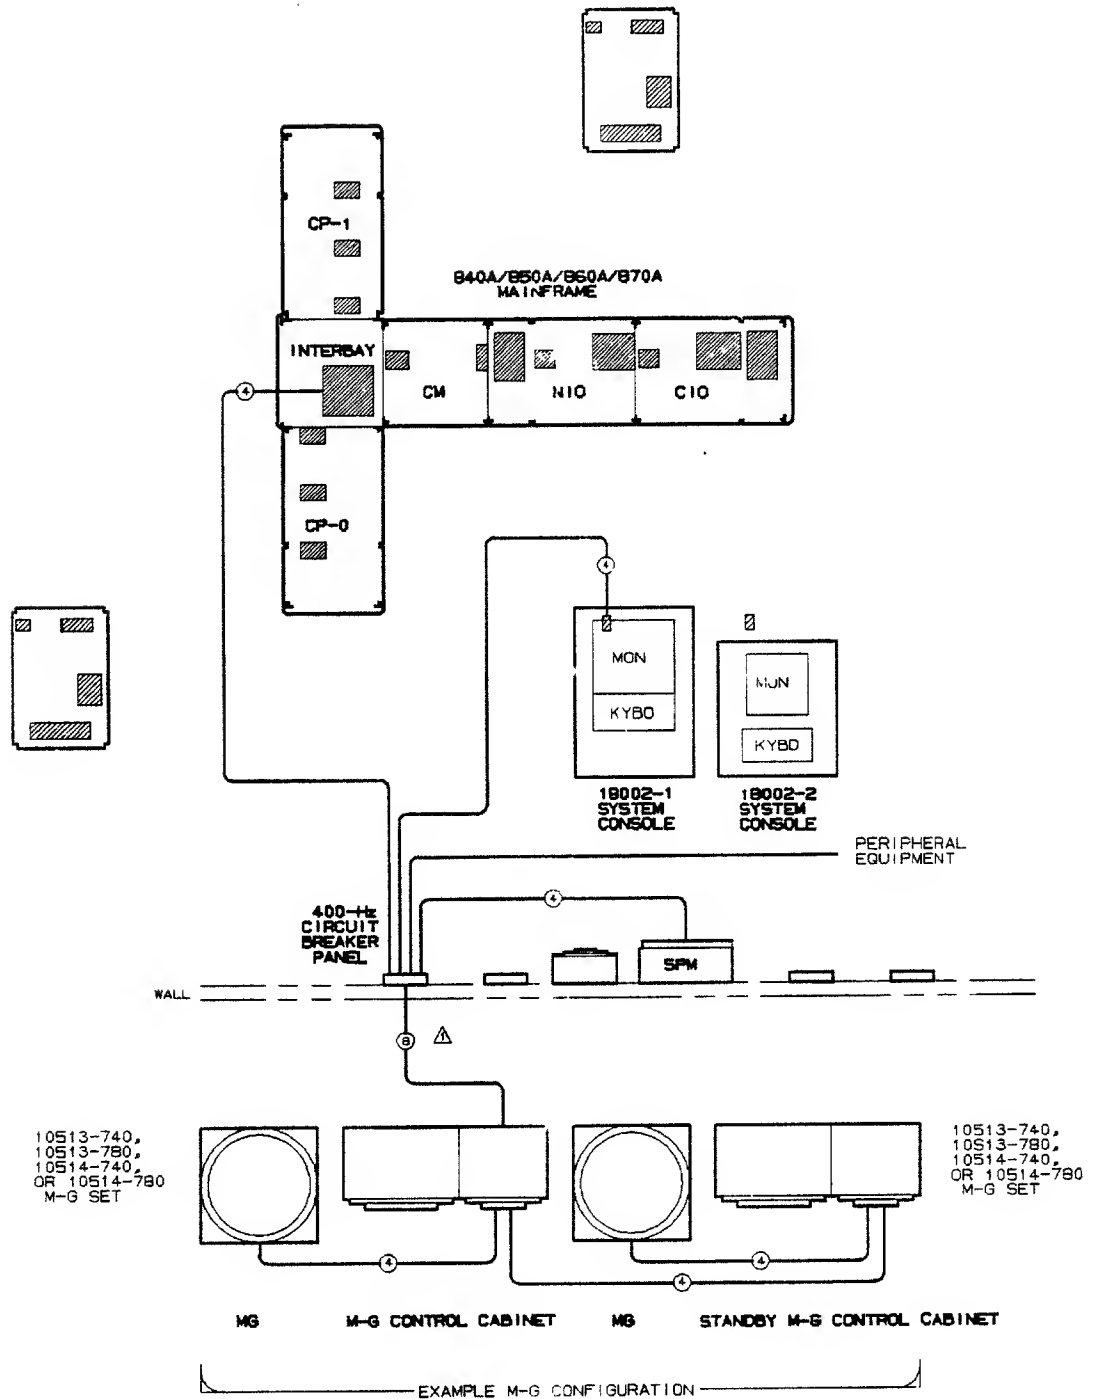 CP-1
840A/850A/860A/870A
MAINFRAME
INTERBAY
CM
NIO
CIO
4
CP-0
4
MON
KYBD
MON
KYBD
18002-1
SYSTEM
CONSOLE
18002-2
SYSTEM
CONSOLE
PERIPHERAL
EQUIPMENT
4
400-Hz
CIRCUIT
BREAKER
PANEL
SPM
WALL
8
1
10513-740,
10513-780,
10514-740,
OR 10514-780
M-G SET
10513-740,
10513-780,
10514-740,
OR 10514-780
M-G SET
4
4
4
MG
M-G CONTROL CABINET
MG
STANDBY M-G CONTROL CABINET
EXAMPLE M-G CONFIGURATION